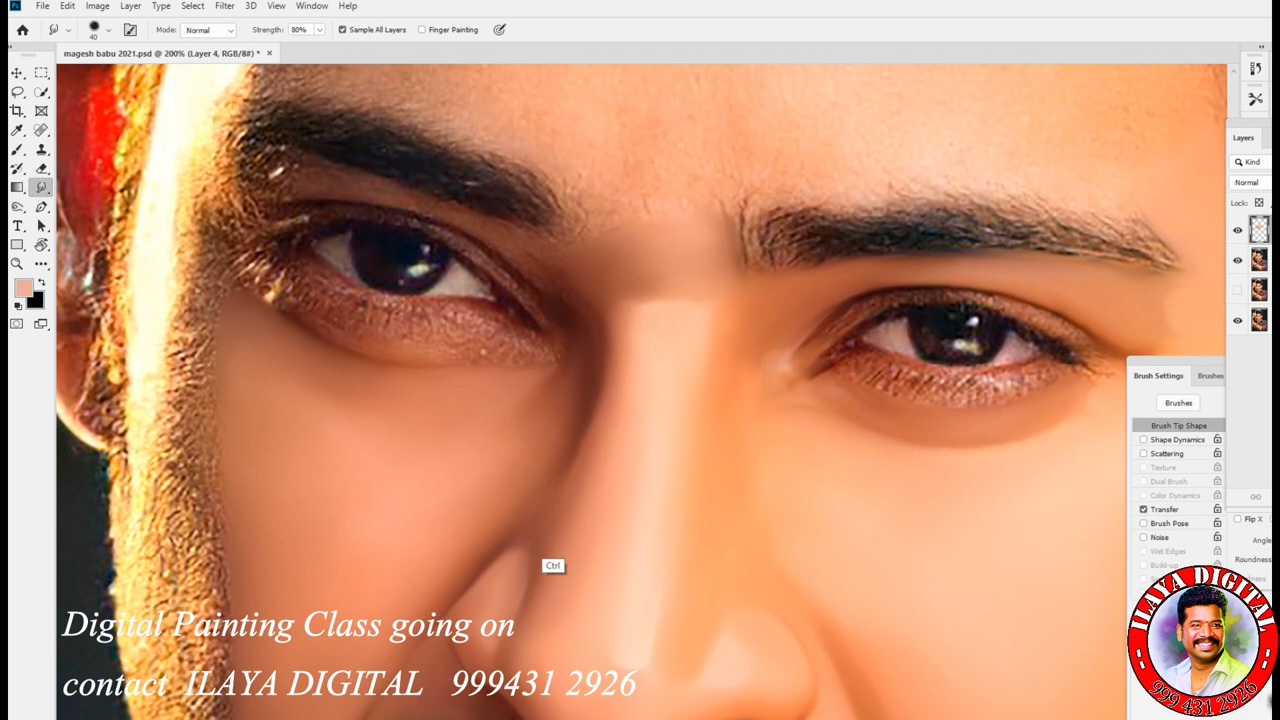 Ps File Edit Image Layer Type Select Filter 3D View Window Help
40 Mode: Normal Strength: 80% Sample All Layers Finger Painting
magesh babu 2021.psd @ 200% (Layer 4, RGB/8#) *
Layers
Kind
Normal
Lock:
Brush Settings Brushes
Brushes
Brush Tip Shape
Shape Dynamics
Scattering
Texture
Dual Brush
Color Dynamics
Transfer
Flip X
Brush Pose
Noise
Angle
Wet Edges
Roundness
Build-up
Ctrl
Digital Painting Class going on
contact ILAYA DIGITAL 999431 2926
ILAYA DIGITAL
999 431 2926